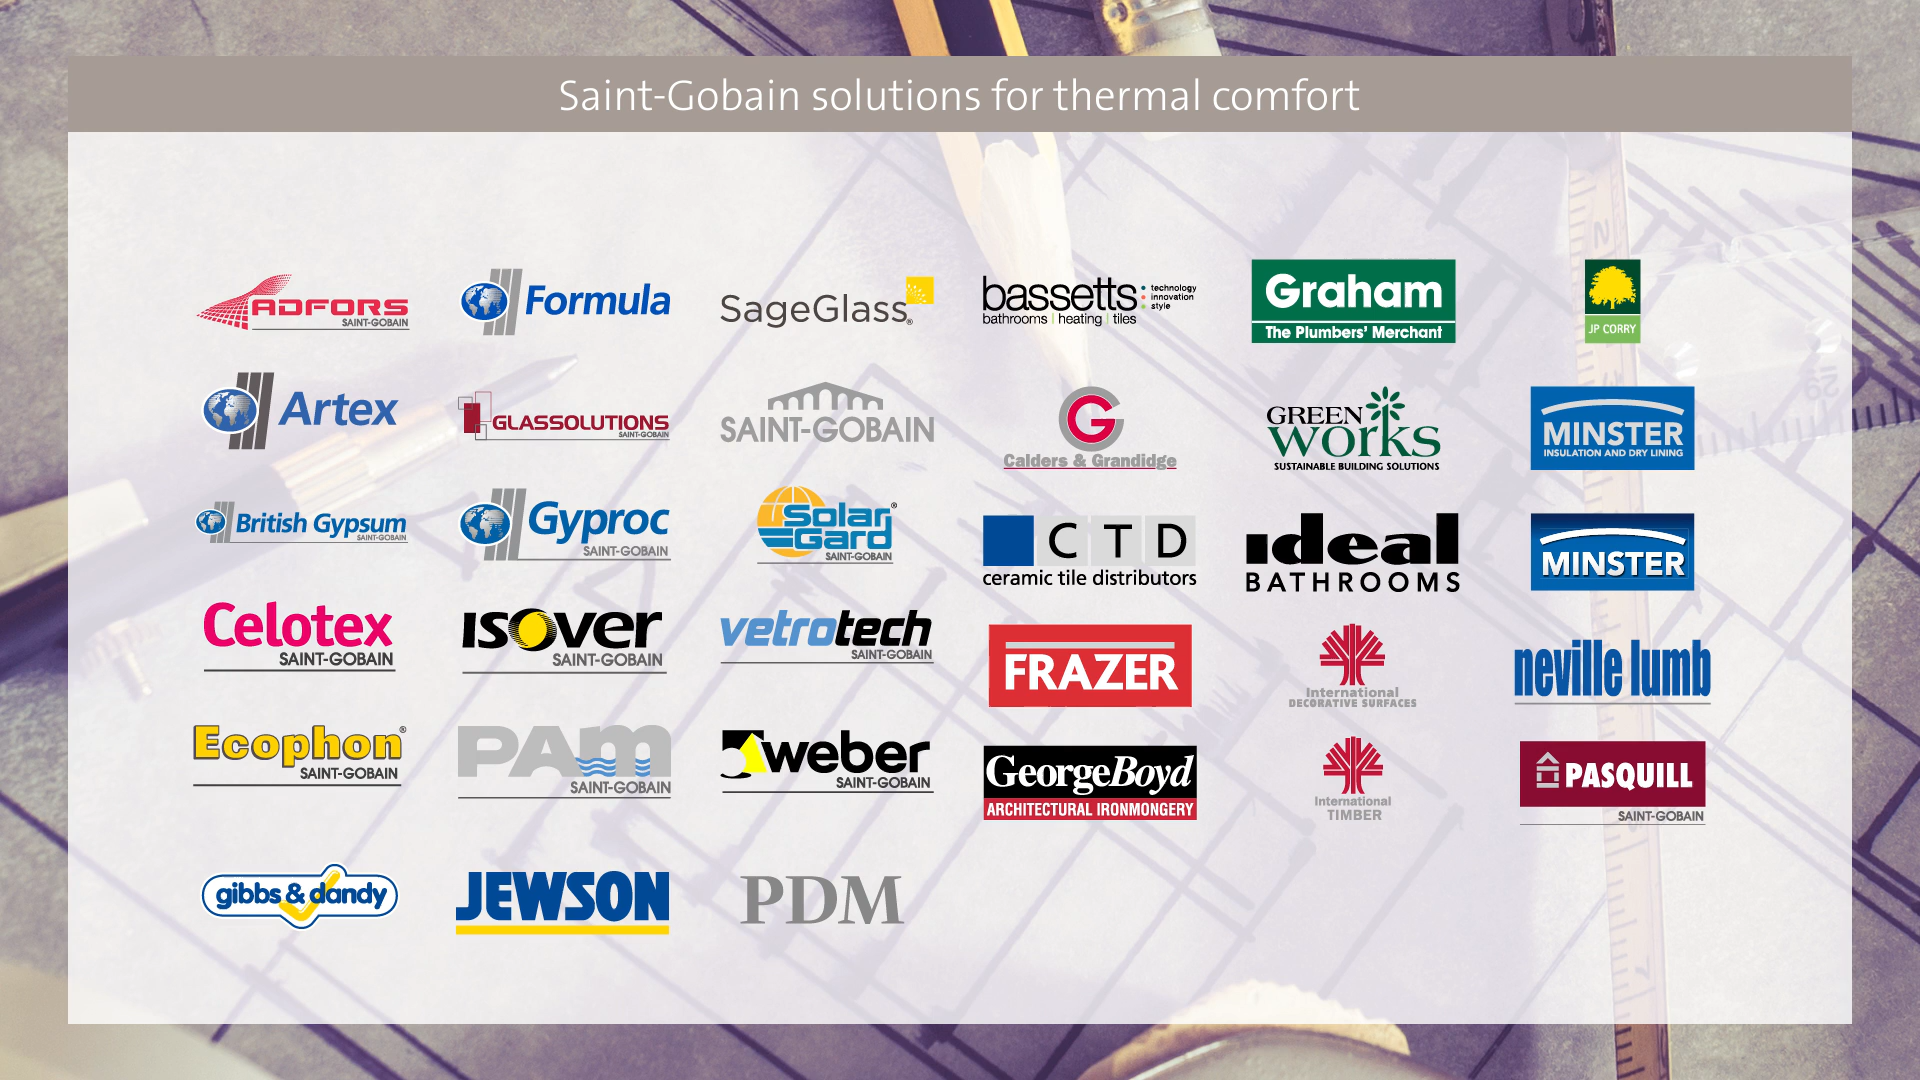 Saint-Gobain solutions for thermal comfort
ADFORS
SAINT-GOBAIN
Formula
SageGlass®
bassetts
technology
innovation
style
bathrooms | heating | tiles
Graham
The Plumbers' Merchant
JP CORRY
Artex
GLASSOLUTIONS
SAINT-GOBAIN
SAINT-GOBAIN
G
Calders & Grandidge
GREEN
works
SUSTAINABLE BUILDING SOLUTIONS
MINSTER
INSULATION AND DRY LINING
British Gypsum
SAINT-GOBAIN
Gyproc
SAINT-GOBAIN
Solar
Gard®
SAINT-GOBAIN
C T D
ceramic tile distributors
ideal
BATHROOMS
MINSTER
Celotex
SAINT-GOBAIN
isover
SAINT-GOBAIN
vetrotech
SAINT-GOBAIN
FRAZER
International
DECORATIVE SURFACES
neville lumb
Ecophon®
SAINT-GOBAIN
PAm
SAINT-GOBAIN
weber
SAINT-GOBAIN
GeorgeBoyd
ARCHITECTURAL IRONMONGERY
International
TIMBER
PASQUILL
SAINT-GOBAIN
gibbs & dandy
JEWSON
PDM